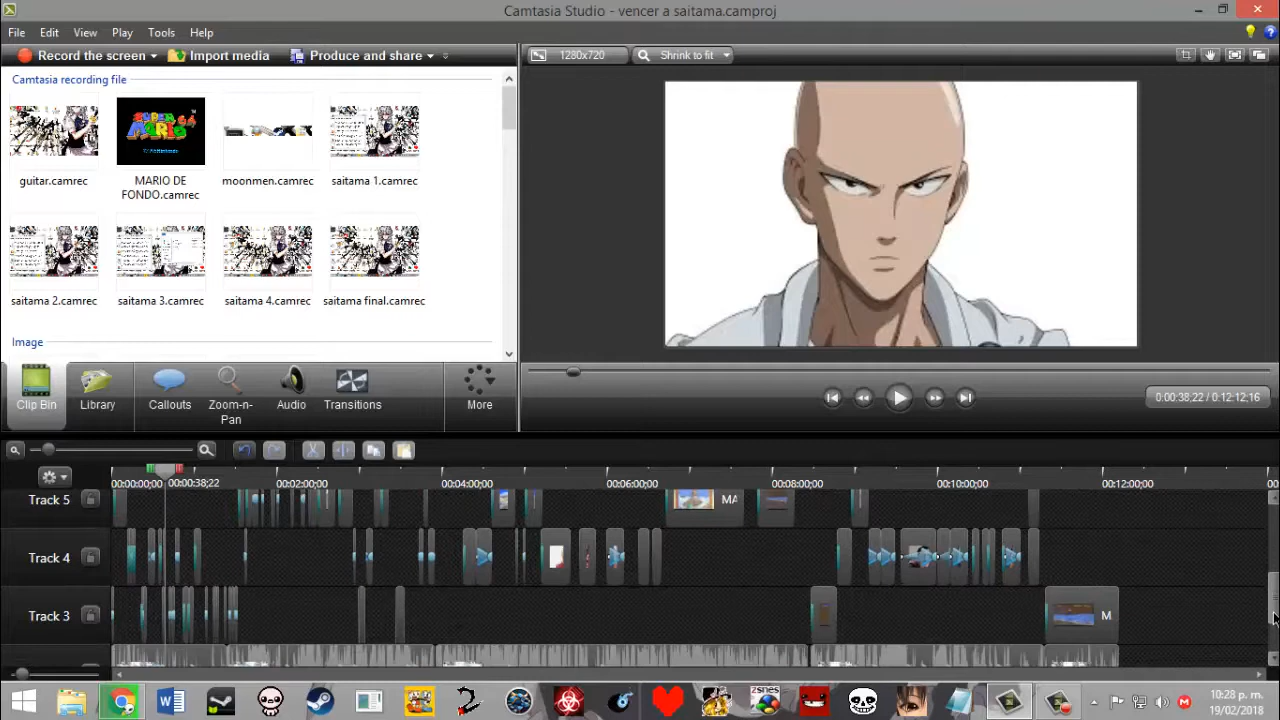 Camtasia Studio - vencer a saitama.camproj
File Edit View Play Tools Help
Record the screen Import media Produce and share
1280x720 Shrink to fit
Camtasia recording file
SUPER MARIO 64
guitar.camrec MARIO DE FONDO.camrec moonmen.camrec saitama 1.camrec
saitama 2.camrec saitama 3.camrec saitama 4.camrec saitama final.camrec
Image
Clip Bin Library Callouts Zoom-n-Pan Audio Transitions More
0:00:38;22 / 0:12:12;16
00:00:00;00 00:00:38;22 00:02:00;00 00:04:00;00 00:06:00;00 00:08:00;00 00:10:00;00 00:12:00;00
Track 5 MA
Track 4
Track 3 M
10:28 p. m.
19/02/2018